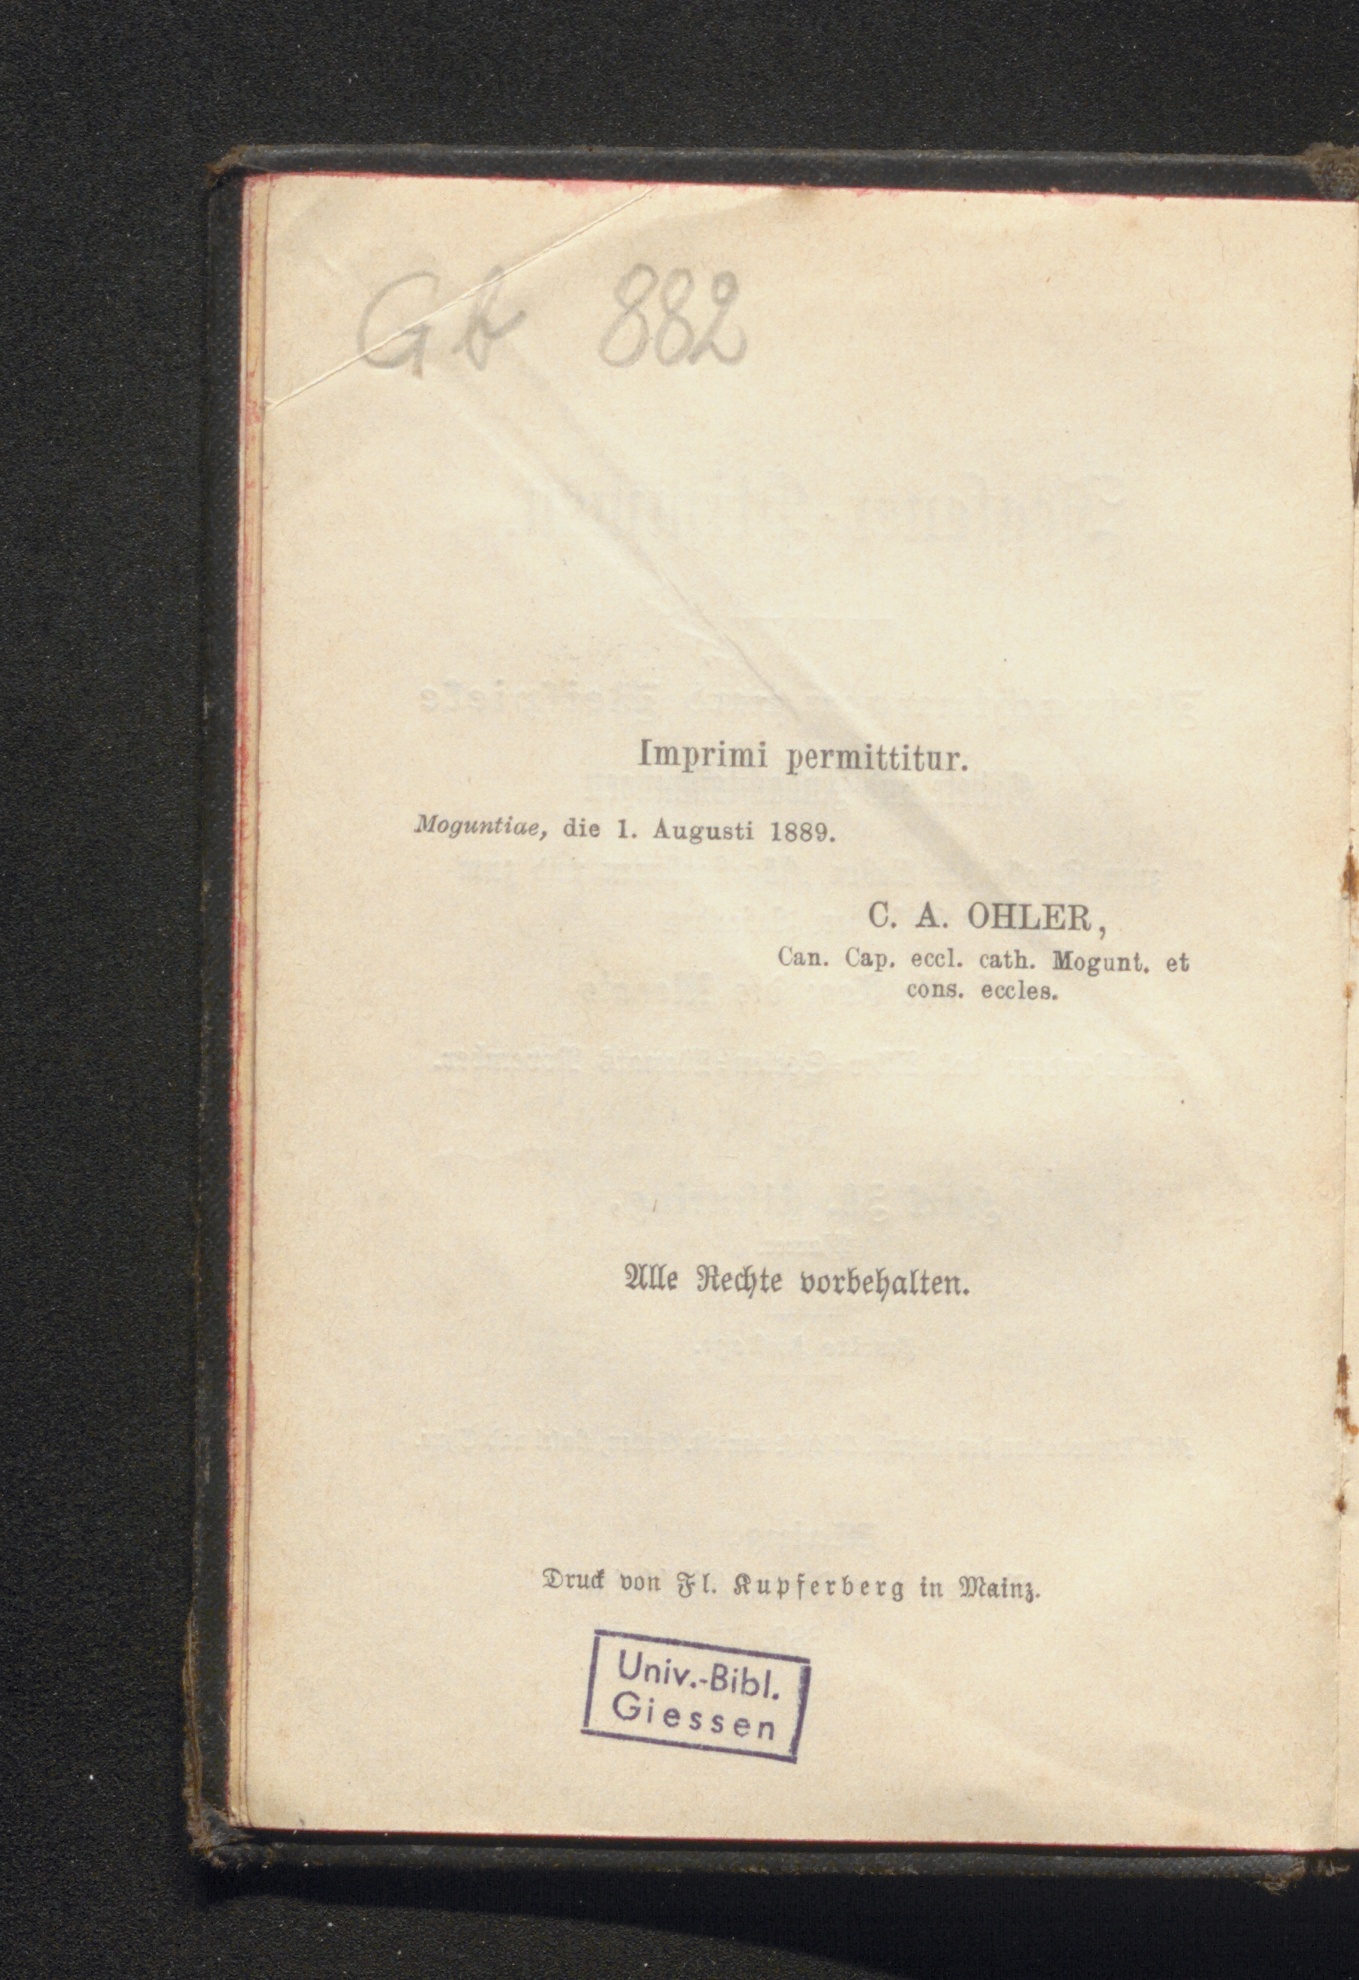 Gb 882
Imprimi permittitur.
Moguntiae, die 1. Augusti 1889.
C. A. OHLER,
Can. Cap. eccl. cath. Mogunt. et
cons. eccles.
Alle Rechte vorbehalten.
Druck von Fl. Kupferberg in Mainz.
Univ.-Bibl.
Giessen